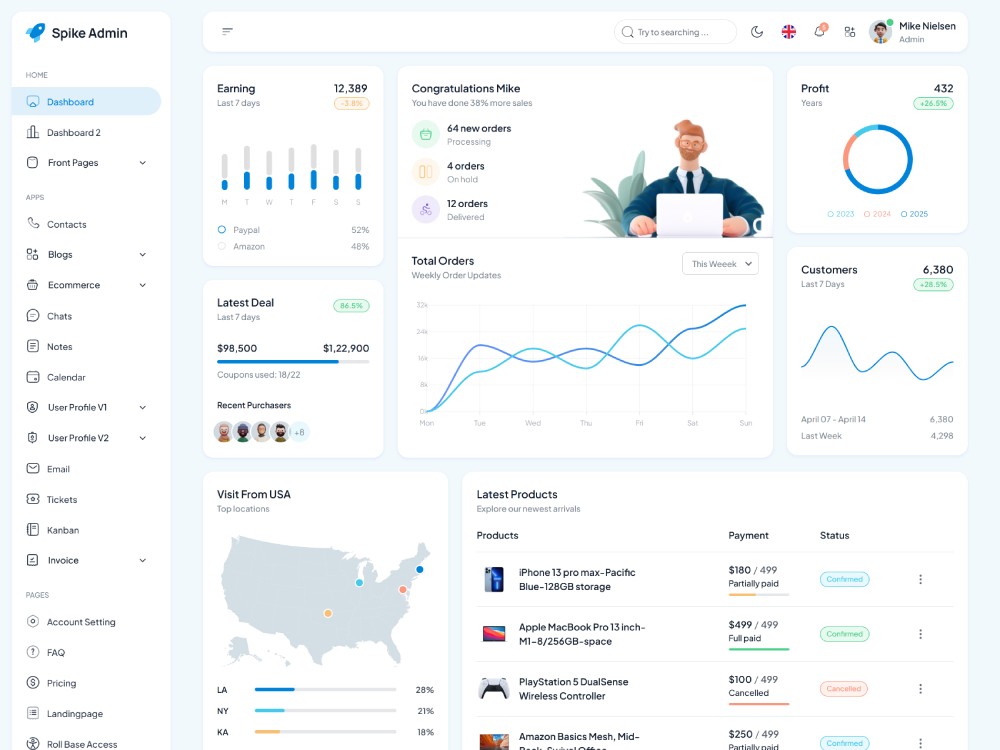 Spike Admin
HOME
Dashboard
Dashboard 2
Front Pages
APPS
Contacts
Blogs
Ecommerce
Chats
Notes
Calendar
User Profile V1
User Profile V2
Email
Tickets
Kanban
Invoice
PAGES
Account Setting
FAQ
Pricing
Landingpage
Roll Base Access
Try to searching ...
Mike Nielsen
Admin
Earning 12,389
Last 7 days -3.8%
M T W T F S S
Paypal 52%
Amazon 48%
Latest Deal 86.5%
Last 7 days
$98,500 $1,22,900
Coupons used: 18/22
Recent Purchasers
+8
Congratulations Mike
You have done 38% more sales
64 new orders
Processing
4 orders
On hold
12 orders
Delivered
Total Orders
Weekly Order Updates
This Weeek
32k
24k
16k
8k
0
Mon Tue Wed Thu Fri Sat Sun
Profit 432
Years +26.5%
2023 2024 2025
Customers 6,380
Last 7 Days +28.5%
April 07 - April 14 6,380
Last Week 4,298
Visit From USA
Top locations
LA 28%
NY 21%
KA 18%
Latest Products
Explore our newest arrivals
Products Payment Status
iPhone 13 pro max-Pacific
Blue-128GB storage
$180 / 499
Partially paid
Confirmed
Apple MacBook Pro 13 inch-
M1-8/256GB-space
$499 / 499
Full paid
Confirmed
PlayStation 5 DualSense
Wireless Controller
$100 / 499
Cancelled
Cancelled
Amazon Basics Mesh, Mid-
Back, Swivel Office
$250 / 499
Partially paid
Confirmed